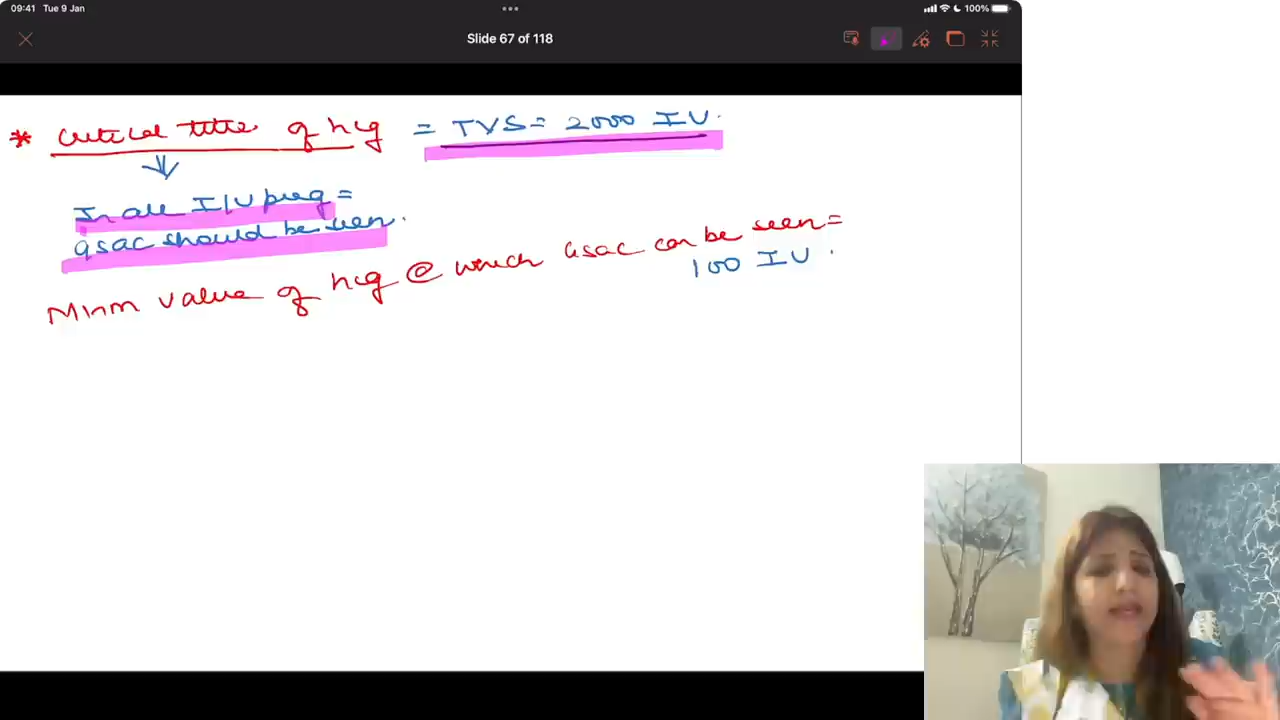 09:41 Tue 9 Jan
100%
Slide 67 of 118
* Critical titre of hcg = TVS = 2000 IU.
In all I/U preg =
gsac should be seen.
Minm value of hcg @ which Gsac can be seen =
100 IU.